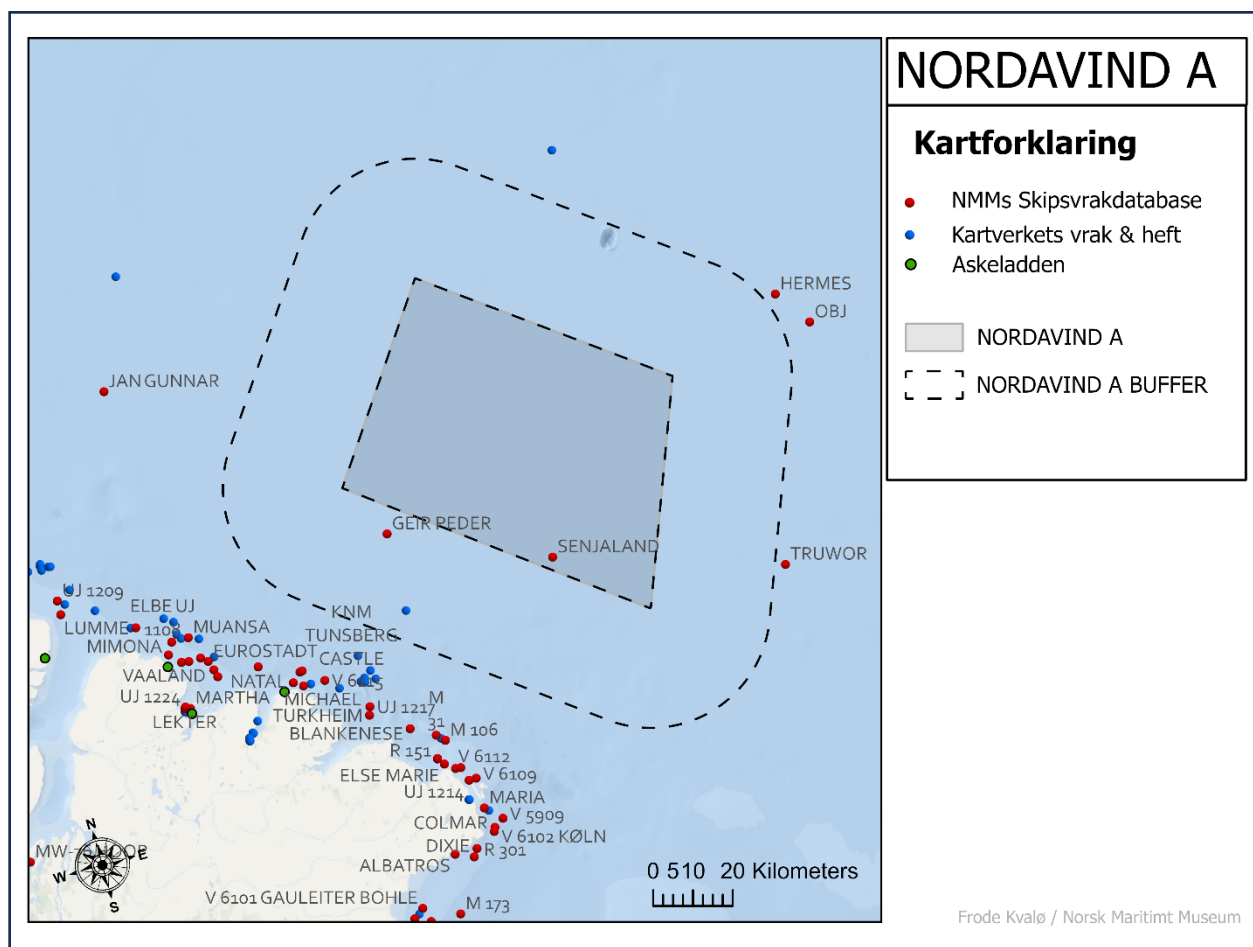 NORDAVIND A
Kartforklaring
NMMs Skipsvrakdatabase
Kartverkets vrak & heft
Askeladden
NORDAVIND A
NORDAVIND A BUFFER
HERMES
OBJ
JAN GUNNAR
GEIR PEDER
SENJALAND
TRUWOR
UJ 1209
ELBE UJ
KNM
LUMME
1108
MUANSA
TUNSBERG
MIMONA
EUROSTADT
CASTLE
VAALAND
NATAL
V 6115
UJ 1224
MARTHA
MICHAEL
M
LEKTER
TURKHEIM
UJ 1217
31
BLANKENESE
M 106
R 151
V 6112
ELSE MARIE
V 6109
UJ 1214
MARIA
COLMAR
V 5909
V 6102 KØLN
DIXIE
R 301
ALBATROS
N
E
W
S
0 510 20 Kilometers
V 6101 GAULEITER BOHLE
M 173
Frode Kvalø / Norsk Maritimt Museum